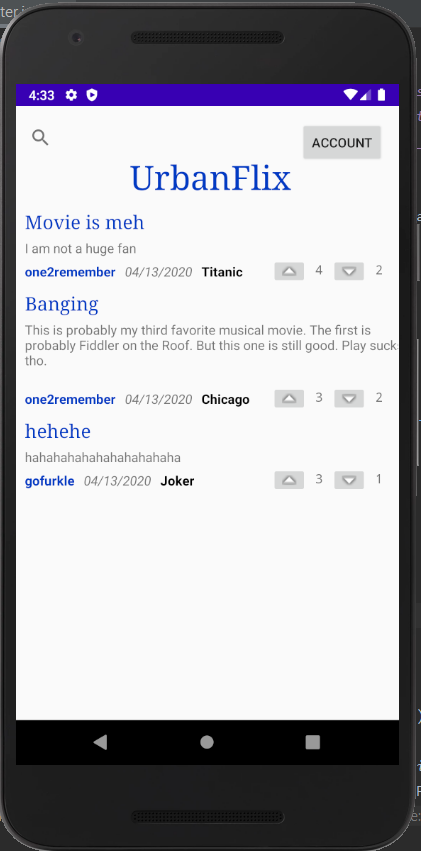 4:33
ACCOUNT
UrbanFlix
Movie is meh
I am not a huge fan
one2remember 04/13/2020 Titanic 4 2
Banging
This is probably my third favorite musical movie. The first is
probably Fiddler on the Roof. But this one is still good. Play suck
tho.
one2remember 04/13/2020 Chicago 3 2
hehehe
hahahahahahahahahahaha
gofurkle 04/13/2020 Joker 3 1